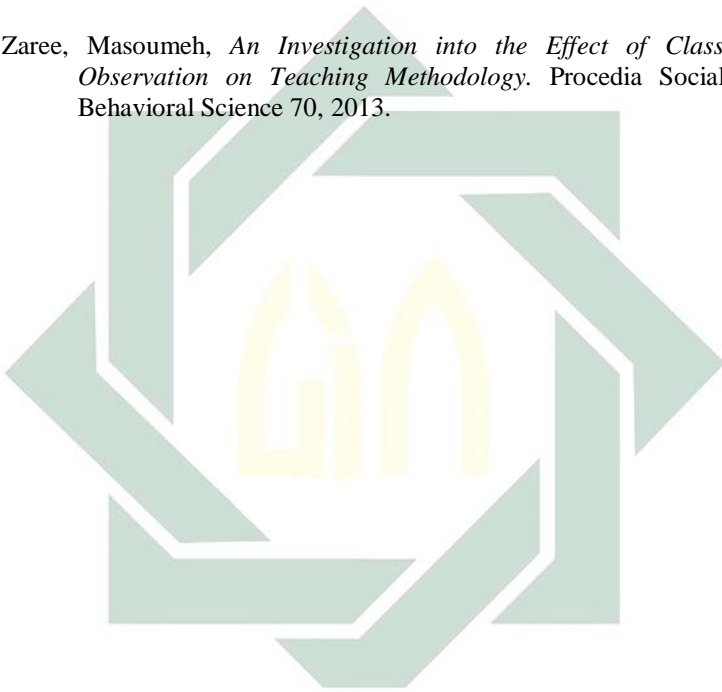 Zaree, Masoumeh, An Investigation into the Effect of Class
Observation on Teaching Methodology. Procedia Social
Behavioral Science 70, 2013.